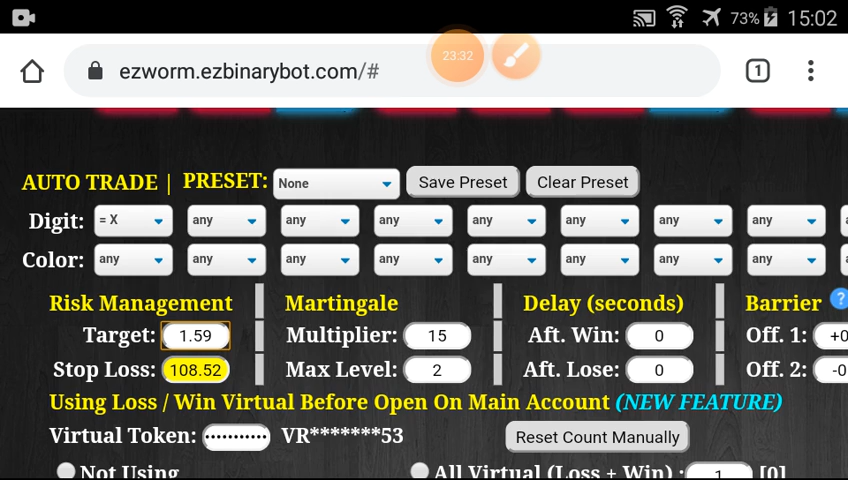 73% 15:02
ezworm.ezbinarybot.com/# 23:32 1
AUTO TRADE | PRESET: None Save Preset Clear Preset
Digit: = X any any any any any any any
Color: any any any any any any any any
Risk Management Martingale Delay (seconds) Barrier ?
Target: 1.59 Multiplier: 15 Aft. Win: 0 Off. 1: +0
Stop Loss: 108.52 Max Level: 2 Aft. Lose: 0 Off. 2: -0
Using Loss / Win Virtual Before Open On Main Account (NEW FEATURE)
Virtual Token: ••••••••••• VR*******53 Reset Count Manually
Not Using All Virtual (Loss + Win) : 1 [0]